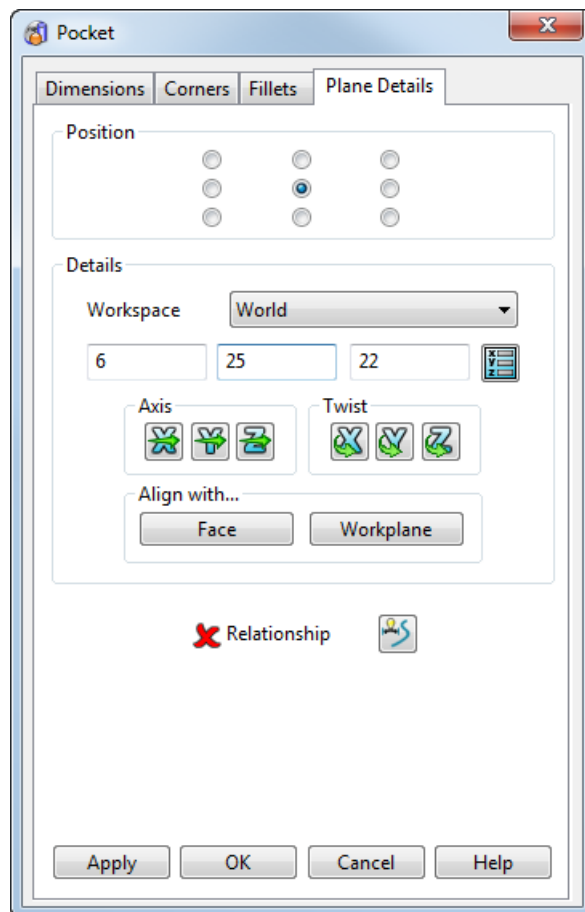 Pocket
Dimensions Corners Fillets Plane Details
Position
Details
Workspace World
6 25 22
Axis Twist
X Y Z X Y Z
Align with...
Face Workplane
Relationship
Apply OK Cancel Help